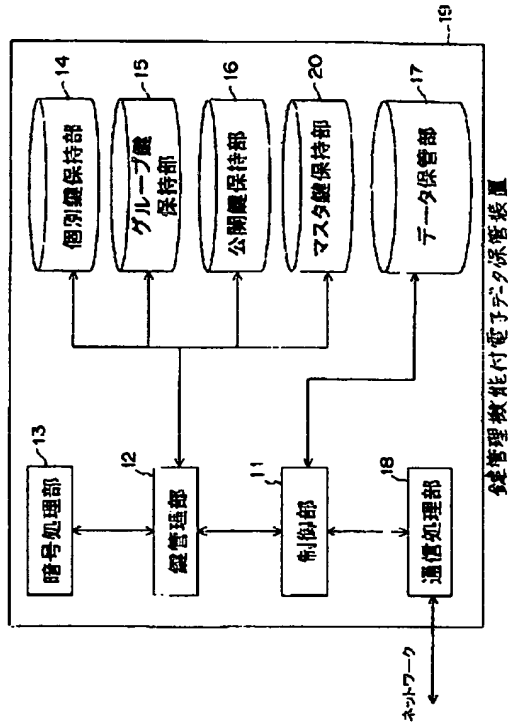 19
14
個別鍵保持部
15
グループ鍵
保持部
16
公開鍵保持部
20
マスタ鍵保持部
17
データ保管部
13
暗号処理部
12
鍵管理部
11
制御部
18
通信処理部
ネットワーク
鍵管理機能付電子データ保管装置